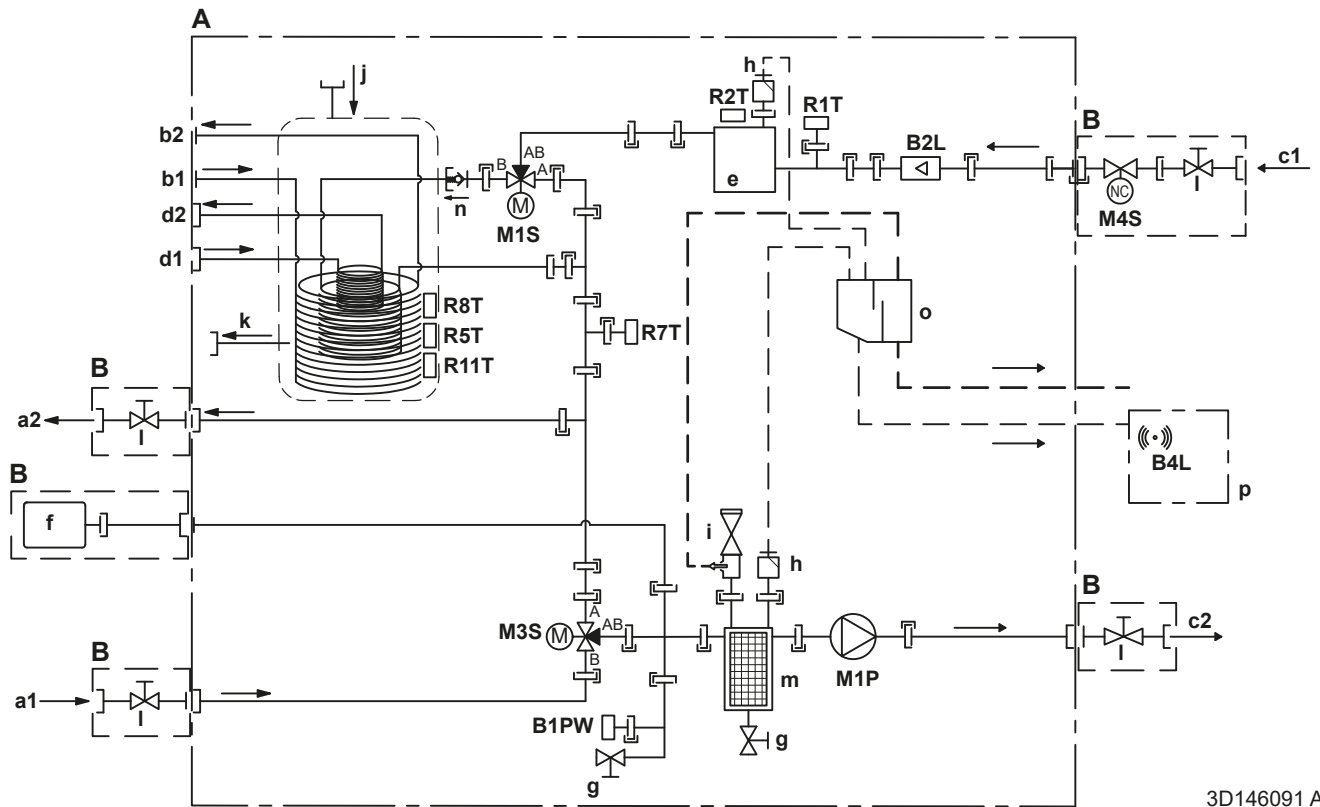 A
j
h
R2T
R1T
B2L
B
c1
b2
b1
B
AB
A
n
M
M1S
e
NC
M4S
l
d2
d1
R8T
R5T
R11T
R7T
k
o
B
a2
l
B4L
p
B
f
i
h
B
c2
l
M3S
M
A
AB
B
m
M1P
B
a1
l
B1PW
g
g
3D146091 A